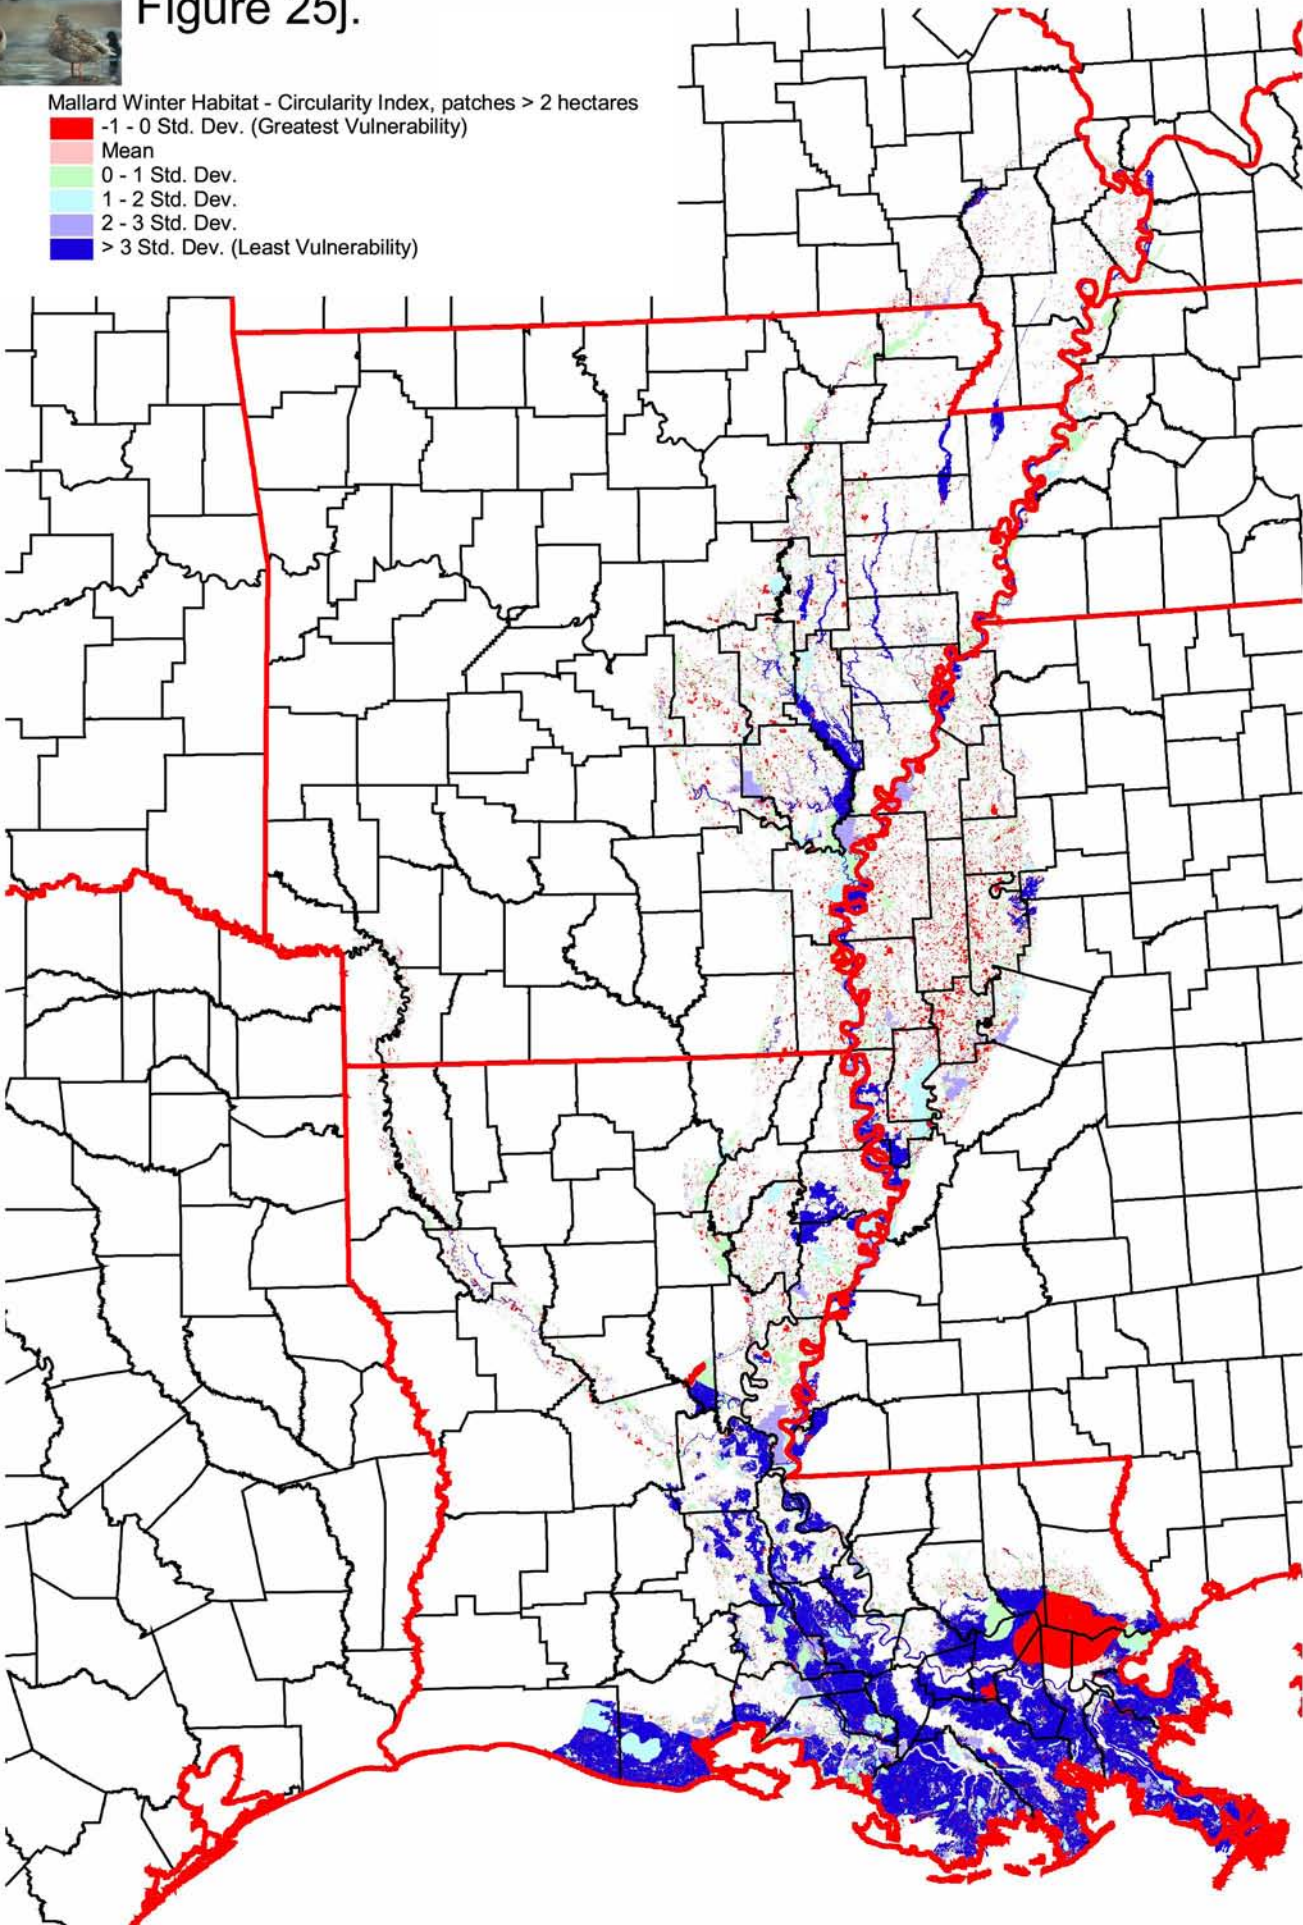 Figure 25j.
Mallard Winter Habitat - Circularity Index, patches > 2 hectares
-1 - 0 Std. Dev. (Greatest Vulnerability)
Mean
0 - 1 Std. Dev.
1 - 2 Std. Dev.
2 - 3 Std. Dev.
> 3 Std. Dev. (Least Vulnerability)